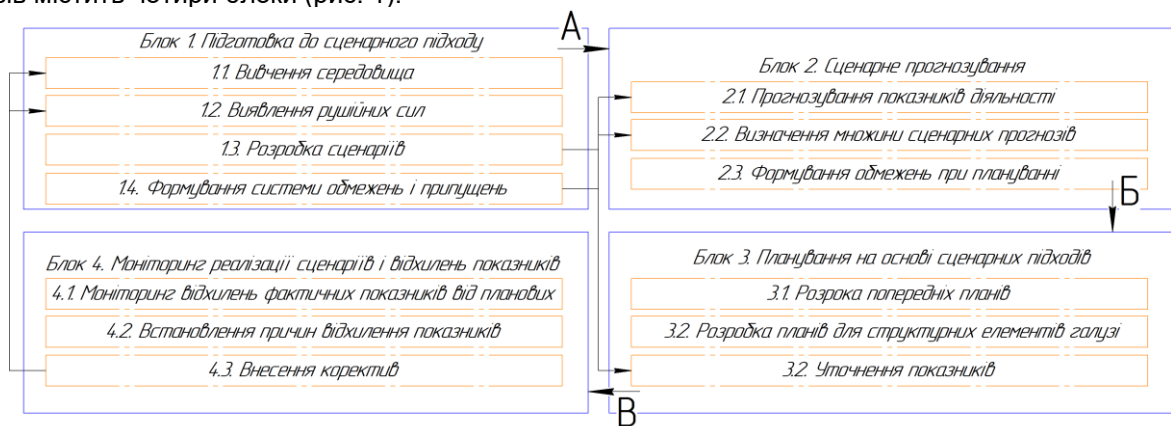 містить чотири блоки (рис. 1).
Блок 1. Підготовка до сценарного підходу
1.1. Вивчення середовища
1.2. Виявлення рушійних сил
1.3. Розробка сценаріїв
1.4. Формування системи обмежень і припущень
А
Блок 2. Сценарне прогнозування
2.1. Прогнозування показників діяльності
2.2. Визначення множини сценарних прогнозів
2.3. Формування обмежень при плануванні
Б
Блок 4. Моніторинг реалізації сценаріїв і відхилень показників
4.1. Моніторинг відхилень фактичних показників від планових
4.2. Встановлення причин відхилення показників
4.3. Внесення коректив
В
Блок 3. Планування на основі сценарних підходів
3.1. Розрока попередніх планів
3.2. Розробка планів для структурних елементів галузі
3.2. Уточнення показників